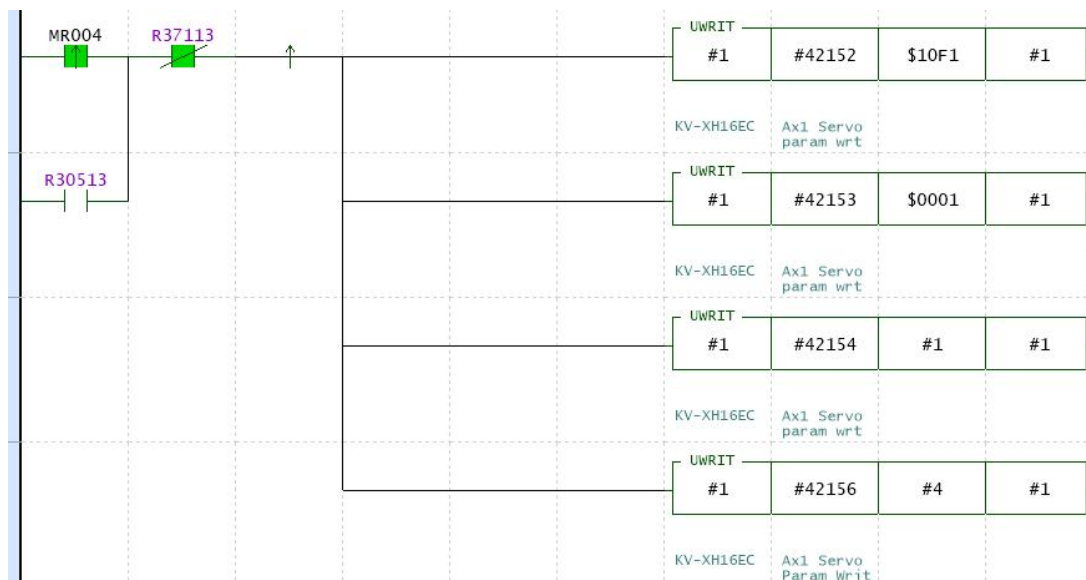 MR004
R37113
UWRIT
#1
#42152
$10F1
#1
KV-XH16EC
Ax1 Servo
param wrt
R30513
UWRIT
#1
#42153
$0001
#1
KV-XH16EC
Ax1 Servo
param wrt
UWRIT
#1
#42154
#1
#1
KV-XH16EC
Ax1 Servo
param wrt
UWRIT
#1
#42156
#4
#1
KV-XH16EC
Ax1 Servo
Param Writ